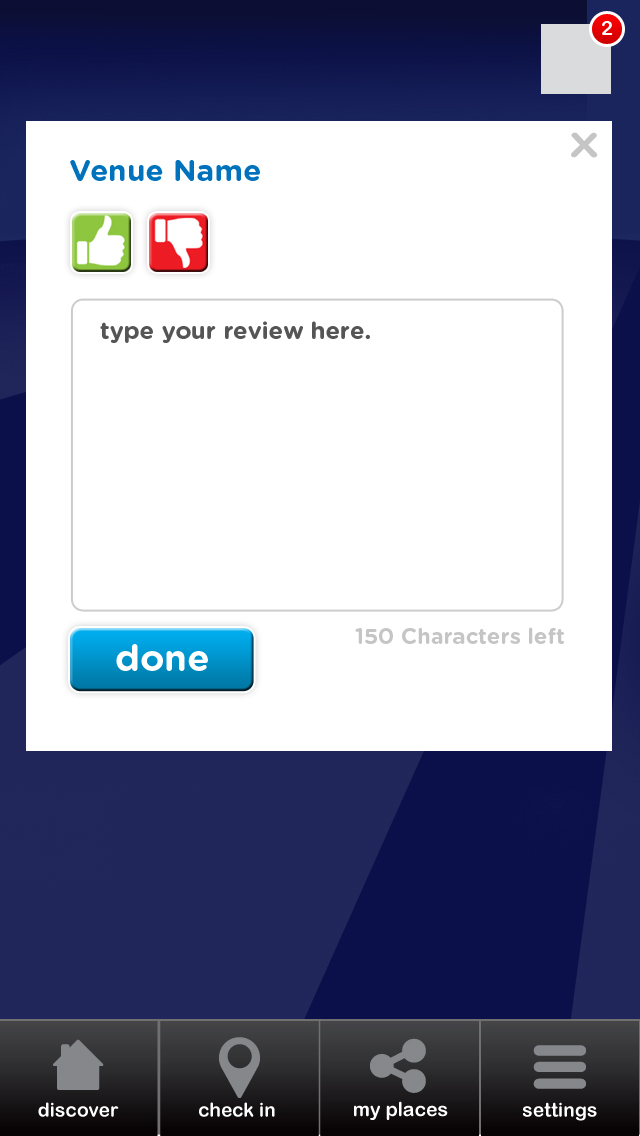 2
Venue Name
type your review here.
150 Characters left
done
discover
check in
my places
settings